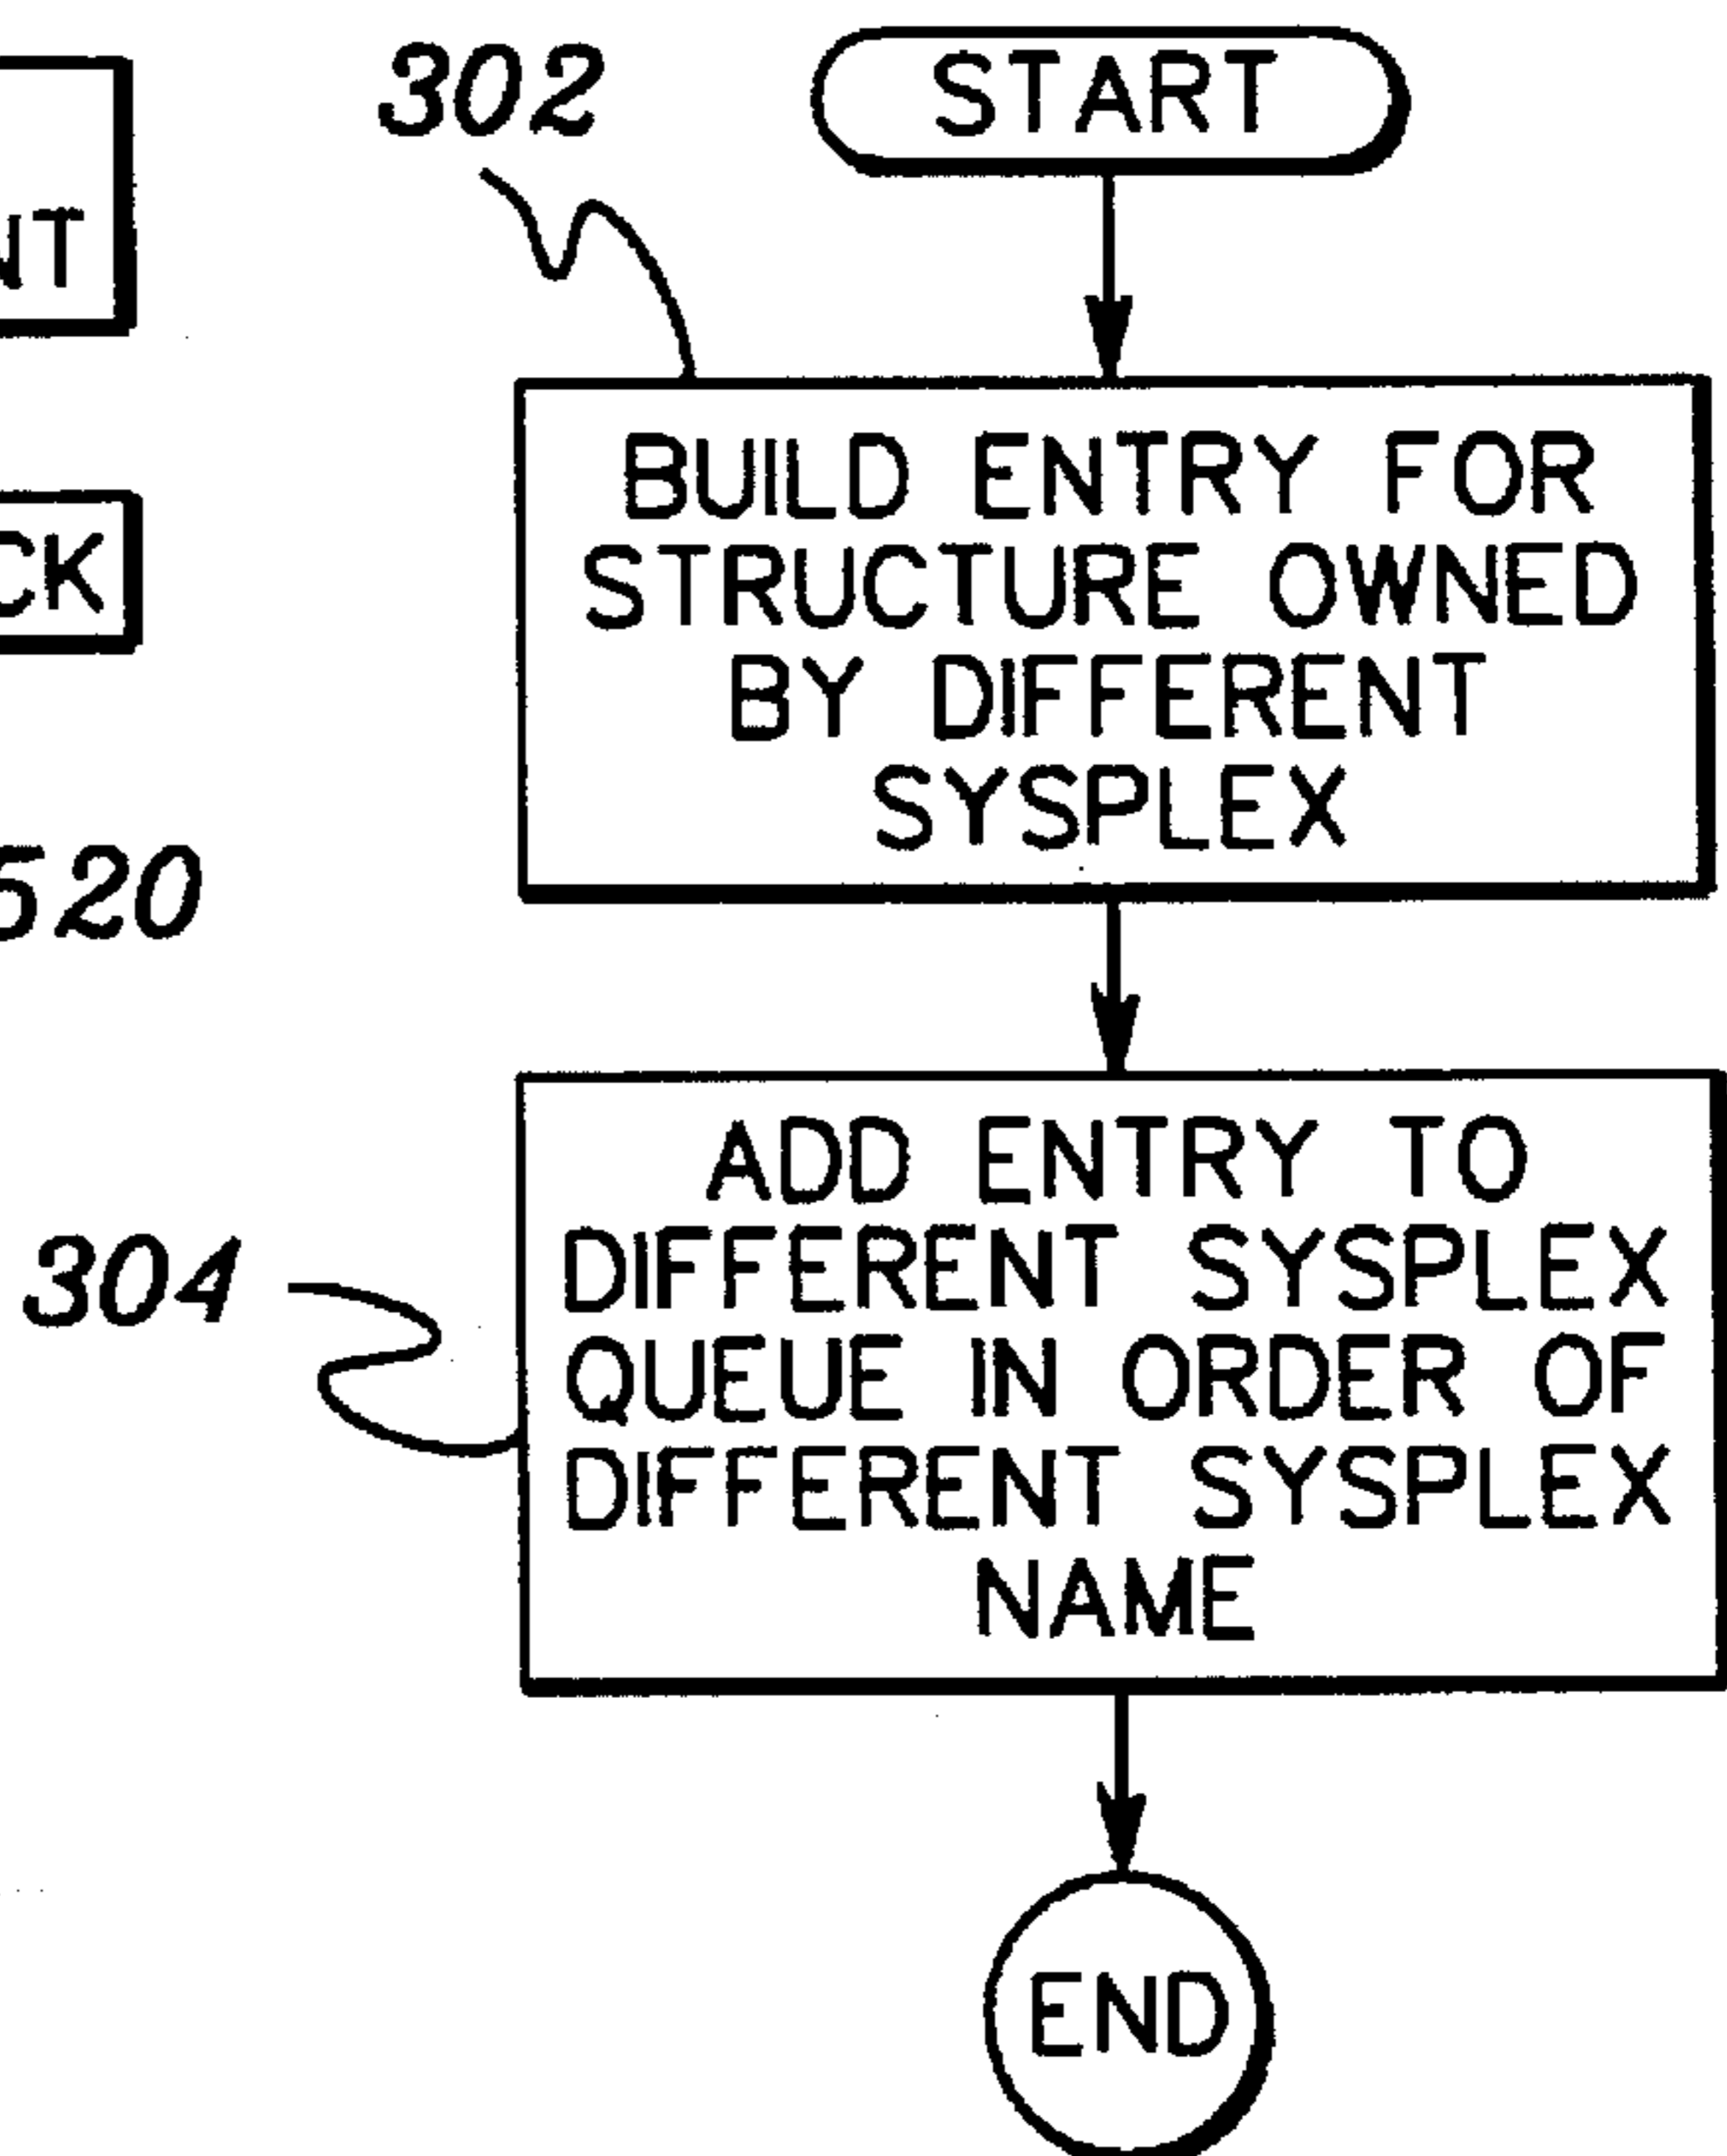 302
START
BUILD ENTRY FOR
STRUCTURE OWNED
BY DIFFERENT
SYSPLEX
520
304
ADD ENTRY TO
DIFFERENT SYSPLEX
QUEUE IN ORDER OF
DIFFERENT SYSPLEX
NAME
END